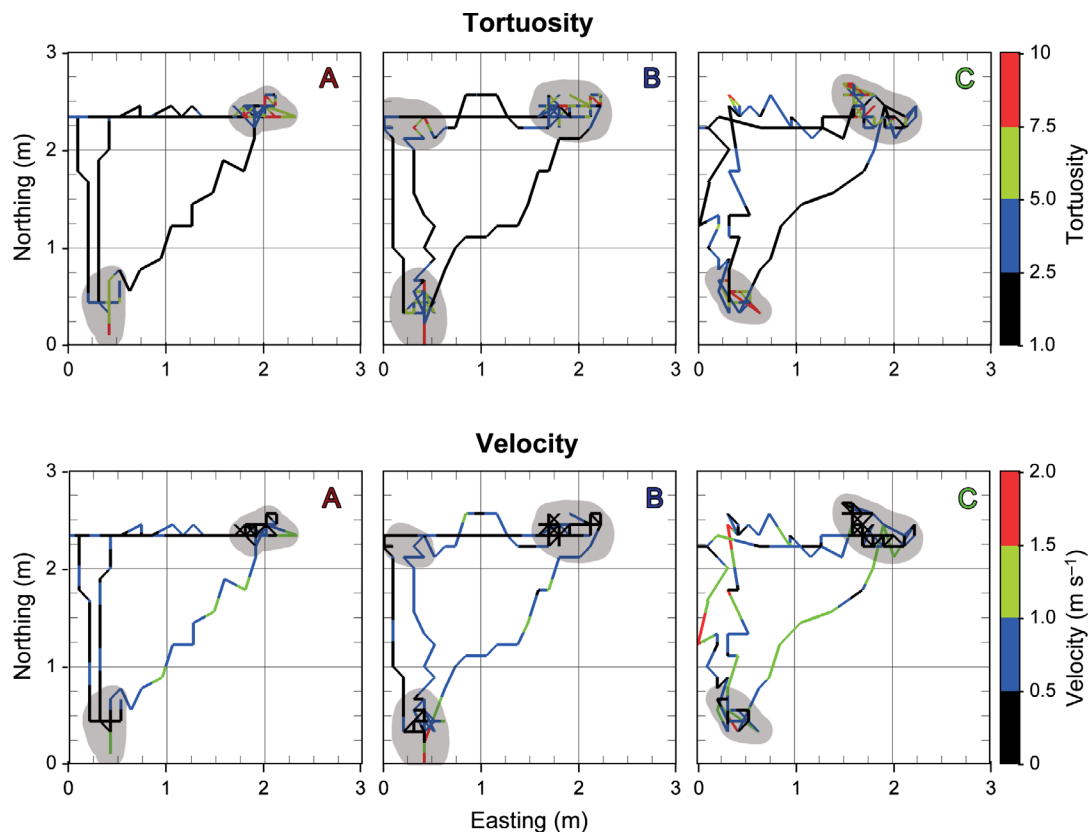 Tortuosity
A B C
3
2
1
0
Northing (m)
0 1 2 3 0 1 2 3 1 2 3
10
7.5
5.0
2.5
1.0
Tortuosity
Velocity
A B C
3
2
1
0
Northing (m)
0 1 2 3 0 1 2 3 0 1 2 3
2.0
1.5
1.0
0.5
0
Velocity (m s⁻¹)
Easting (m)